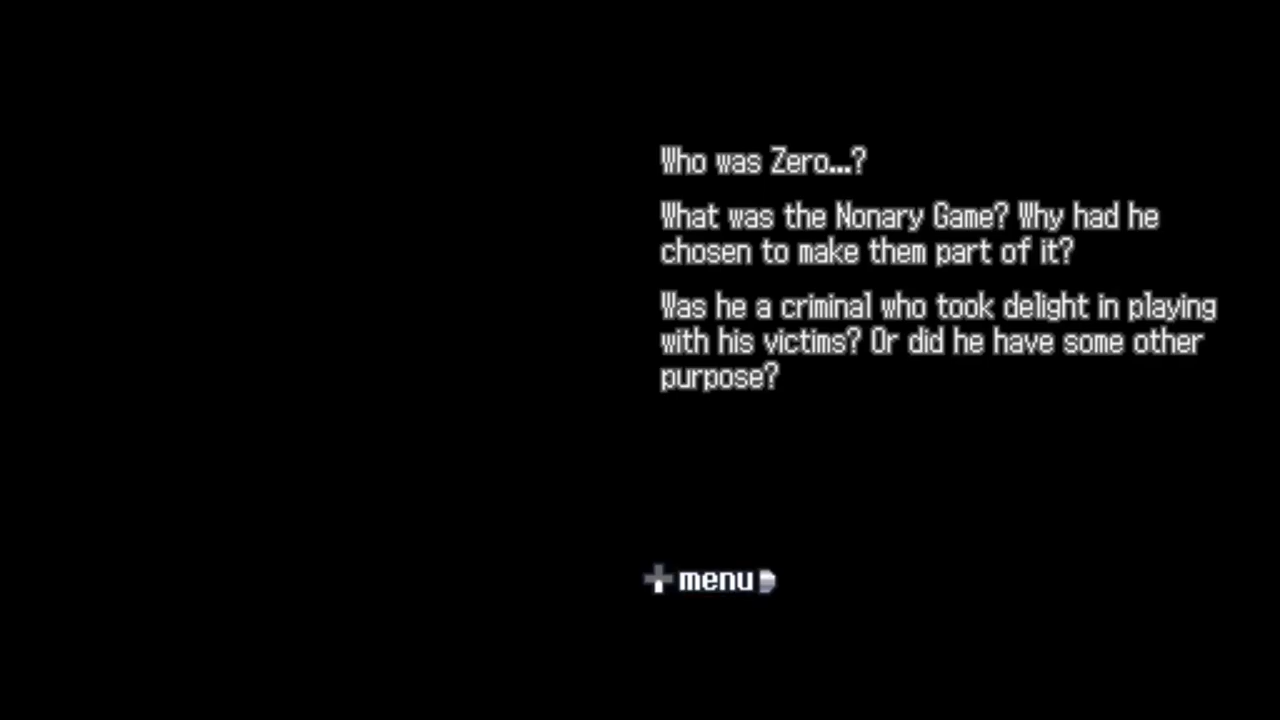 Who was Zero...?
What was the Nonary Game? Why had he
chosen to make them part of it?
Was he a criminal who took delight in playing
with his victims? Or did he have some other
purpose?
menu